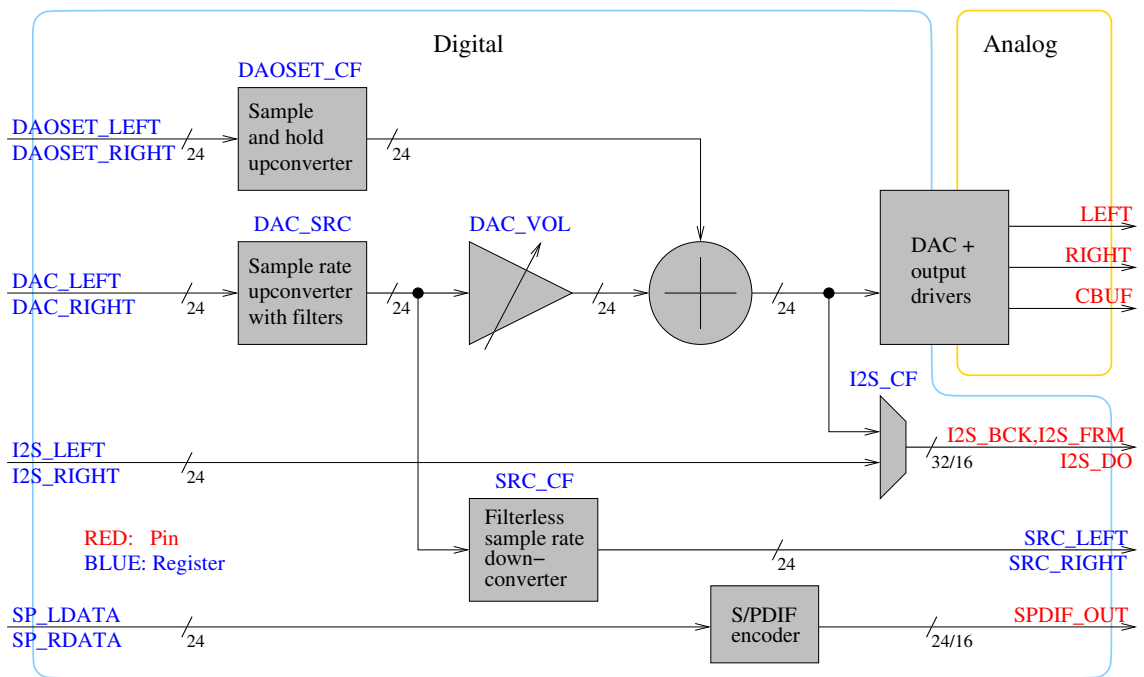 Digital
Analog
DAOSET_CF
DAOSET_LEFT
DAOSET_RIGHT
24
Sample
and hold
upconverter
24
DAC_SRC
DAC_VOL
DAC_LEFT
DAC_RIGHT
24
Sample rate
upconverter
with filters
24
24
24
DAC +
output
drivers
LEFT
RIGHT
CBUF
I2S_CF
I2S_LEFT
I2S_RIGHT
24
32/16
I2S_BCK,I2S_FRM
I2S_DO
SRC_CF
Filterless
sample rate
down–
converter
24
SRC_LEFT
SRC_RIGHT
RED: Pin
BLUE: Register
SP_LDATA
SP_RDATA
24
S/PDIF
encoder
24/16
SPDIF_OUT